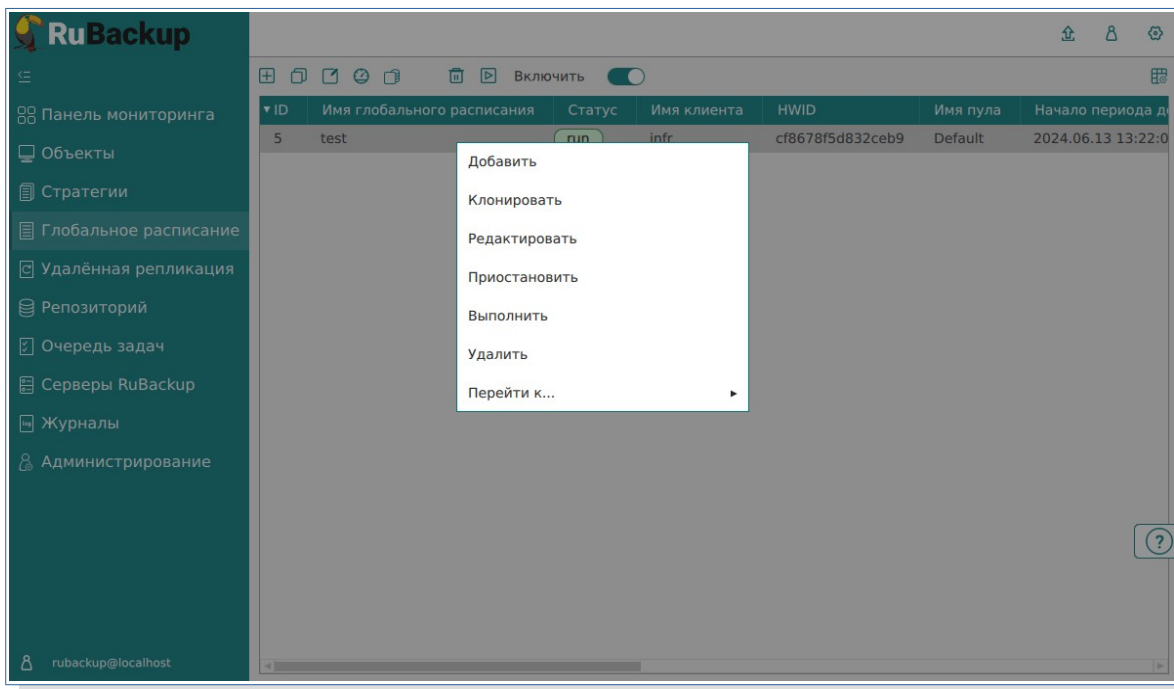 RuBackup
Включить
Панель мониторинга
Объекты
Стратегии
Глобальное расписание
Удалённая репликация
Репозиторий
Очередь задач
Серверы RuBackup
Журналы
Администрирование
rubackup@localhost
ID Имя глобального расписания Статус Имя клиента HWID Имя пула Начало периода
5 test run infr cf8678f5d832ceb9 Default 2024.06.13 13:22:0
Добавить
Клонировать
Редактировать
Приостановить
Выполнить
Удалить
Перейти к...
?